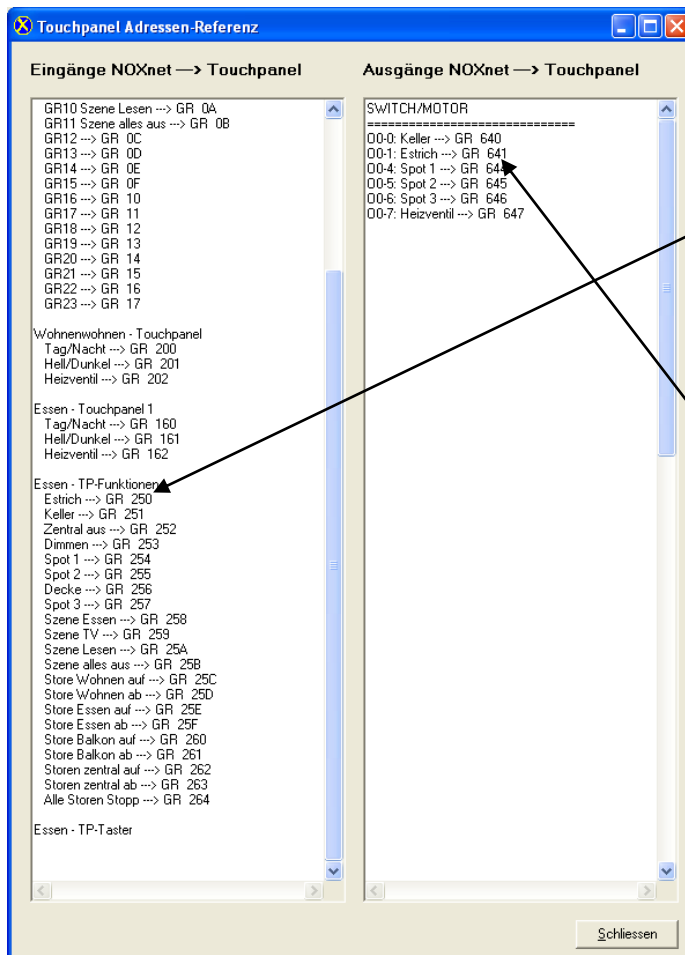 Touchpanel Adressen-Referenz
Eingänge NOXnet —> Touchpanel
GR10 Szene Lesen ---> GR 0A
GR11 Szene alles aus ---> GR 0B
GR12 ---> GR 0C
GR13 ---> GR 0D
GR14 ---> GR 0E
GR15 ---> GR 0F
GR16 ---> GR 10
GR17 ---> GR 11
GR18 ---> GR 12
GR19 ---> GR 13
GR20 ---> GR 14
GR21 ---> GR 15
GR22 ---> GR 16
GR23 ---> GR 17
Wohnenwohnen - Touchpanel
Tag/Nacht ---> GR 200
Hell/Dunkel ---> GR 201
Heizventil ---> GR 202
Essen - Touchpanel 1
Tag/Nacht ---> GR 160
Hell/Dunkel ---> GR 161
Heizventil ---> GR 162
Essen - TP-Funktionen
Estrich ---> GR 250
Keller ---> GR 251
Zentral aus ---> GR 252
Dimmen ---> GR 253
Spot 1 ---> GR 254
Spot 2 ---> GR 255
Decke ---> GR 256
Spot 3 ---> GR 257
Szene Essen ---> GR 258
Szene TV ---> GR 259
Szene Lesen ---> GR 25A
Szene alles aus ---> GR 25B
Store Wohnen auf ---> GR 25C
Store Wohnen ab ---> GR 25D
Store Essen auf ---> GR 25E
Store Essen ab ---> GR 25F
Store Balkon auf ---> GR 260
Store Balkon ab ---> GR 261
Storen zentral auf ---> GR 262
Storen zentral ab ---> GR 263
Alle Storen Stopp ---> GR 264
Essen - TP-Taster
Ausgänge NOXnet —> Touchpanel
SWITCH/MOTOR
==============================
O0-0: Keller ---> GR 640
O0-1: Estrich ---> GR 641
O0-4: Spot 1 ---> GR 644
O0-5: Spot 2 ---> GR 645
O0-6: Spot 3 ---> GR 646
O0-7: Heizventil ---> GR 647
Schliessen